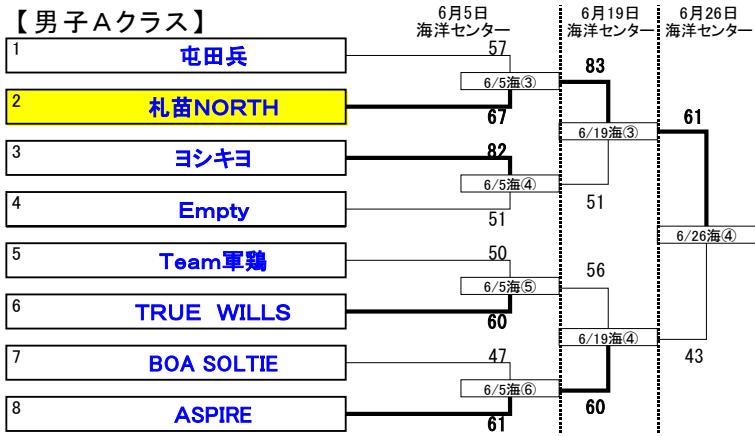 【男子Aクラス】
6月5日
海洋センター
6月19日
海洋センター
6月26日
海洋センター
1 屯田兵
57
6/5海③
83
2 札苗NORTH
67
6/19海③
61
3 ヨシキヨ
82
6/5海④
51
4 Empty
51
6/26海④
5 Team軍鶏
50
6/5海⑤
56
6 TRUE WILLS
60
6/19海④
43
7 BOA SOLTIE
47
6/5海⑥
60
8 ASPIRE
61